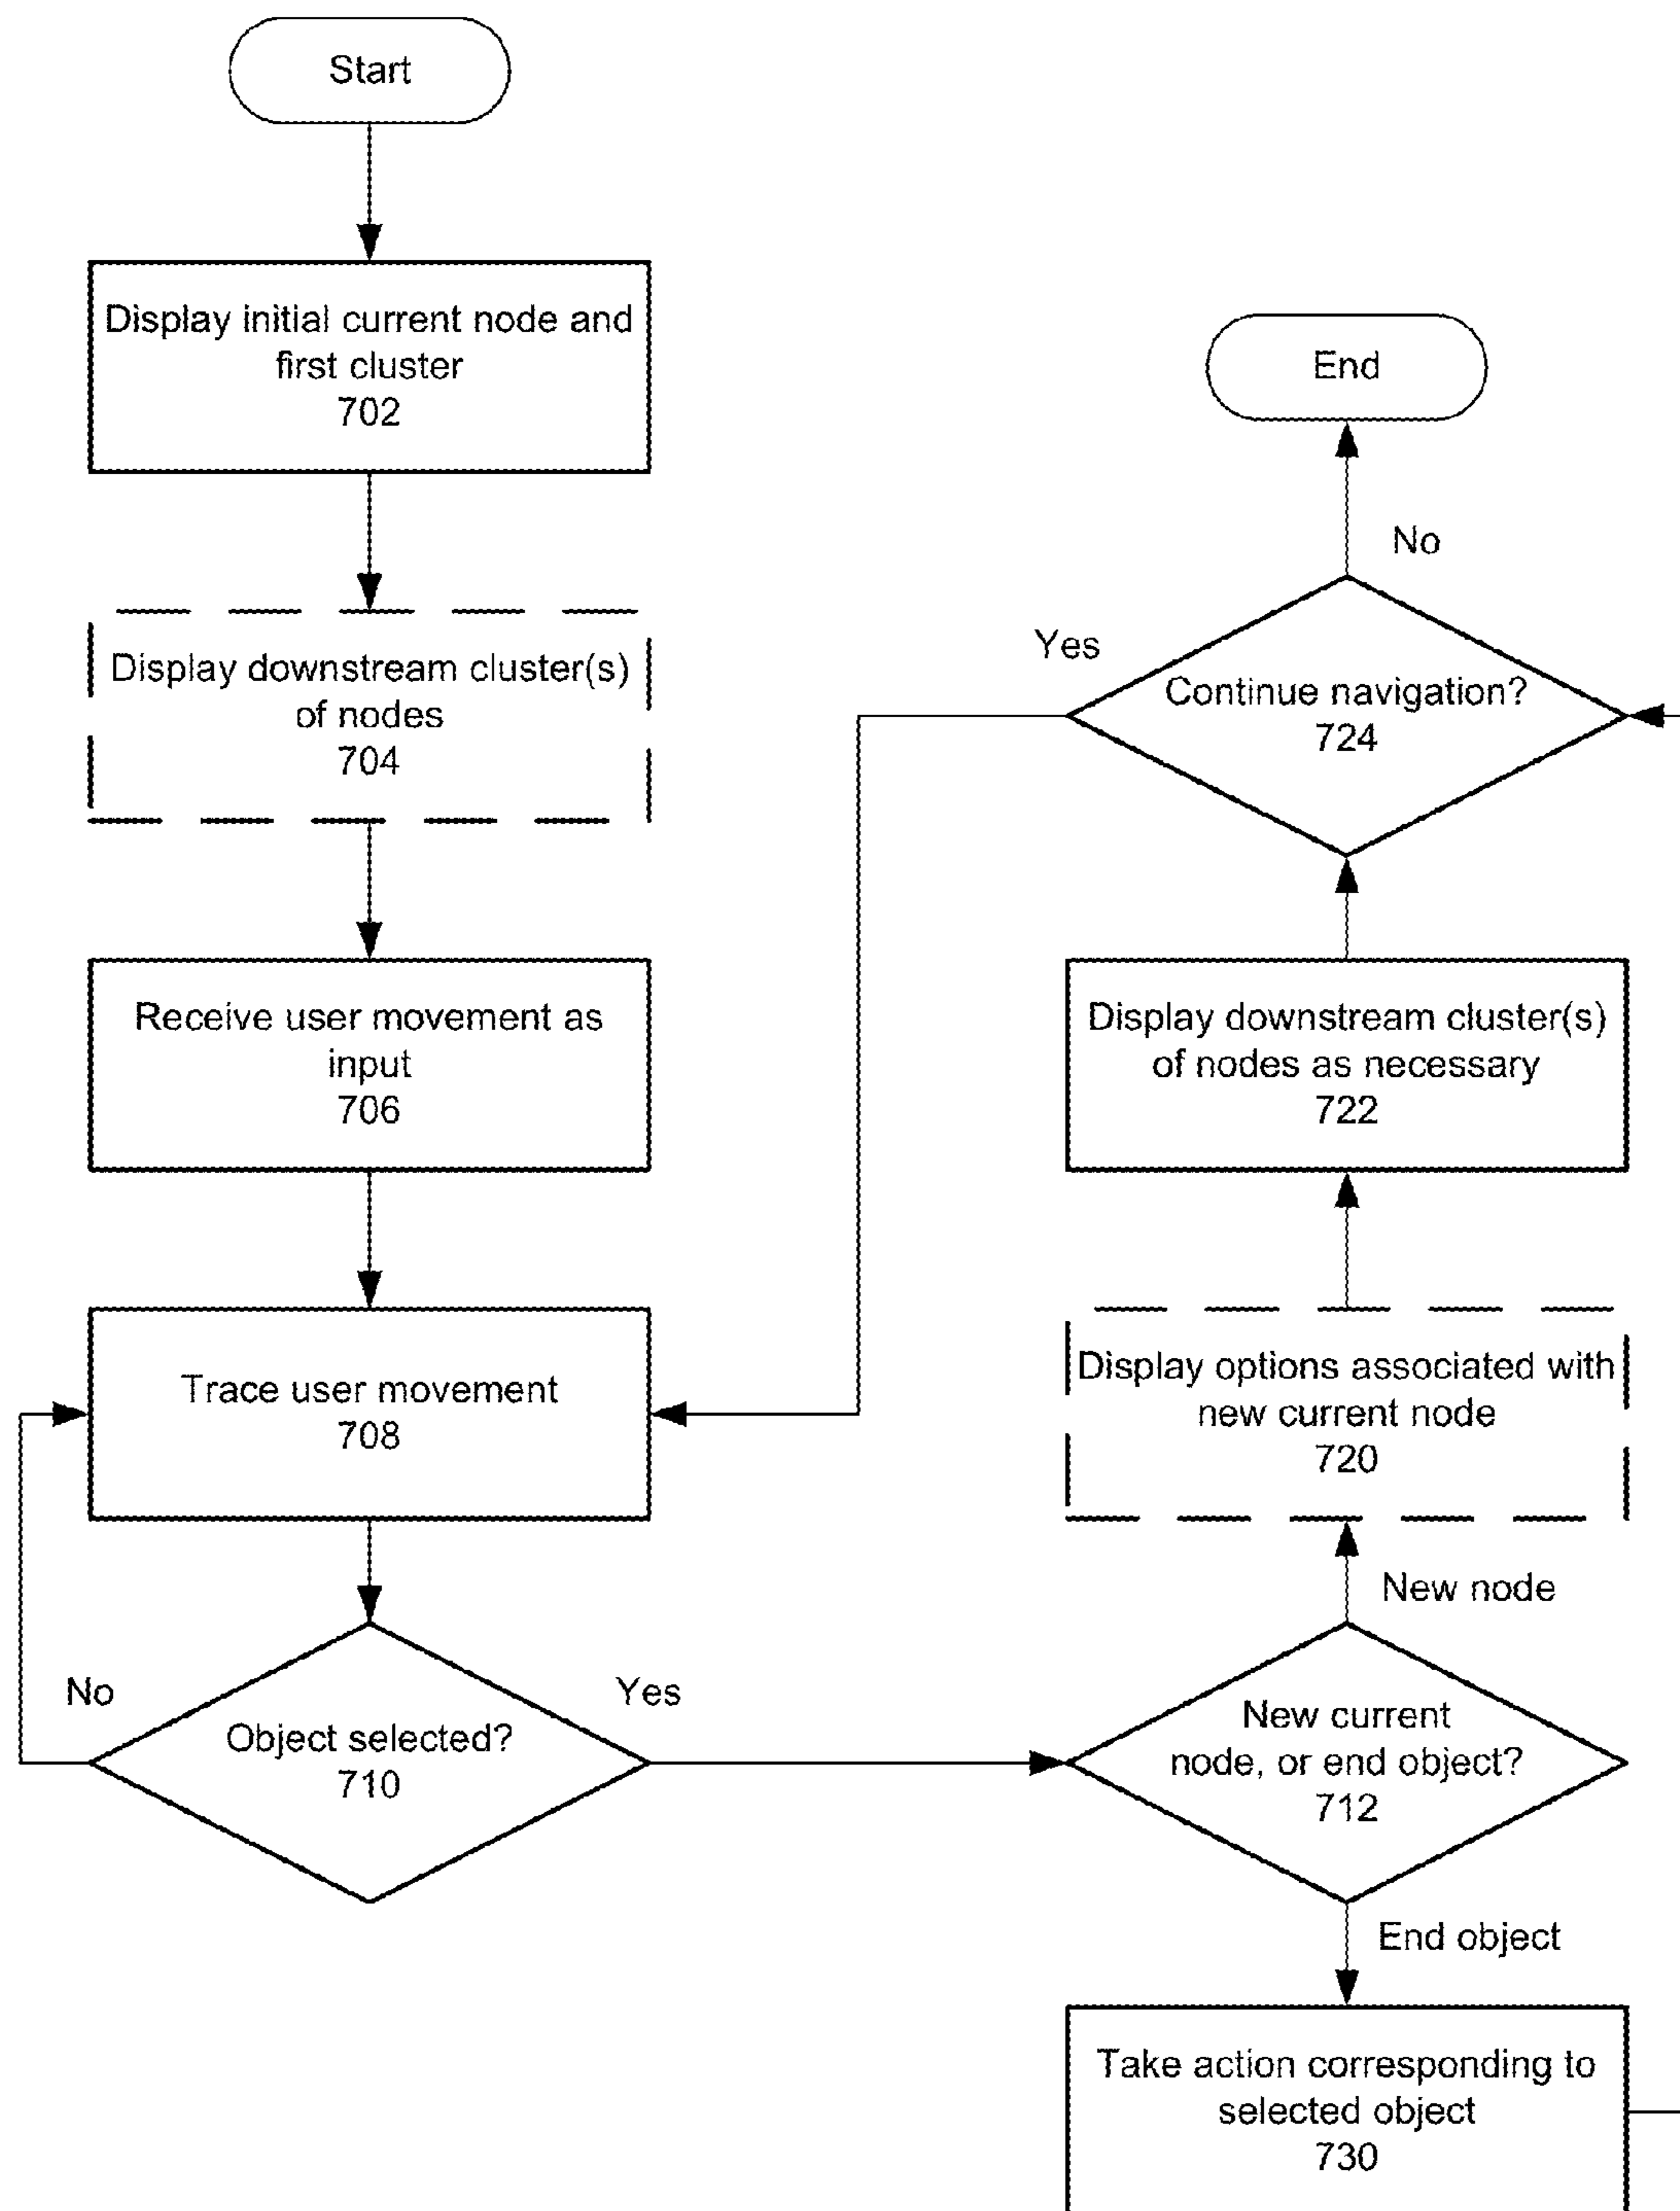 Start
Display initial current node and
first cluster
702
Display downstream cluster(s)
of nodes
704
Receive user movement as
input
706
Trace user movement
708
No
Yes
Object selected?
710
End
No
Yes
Continue navigation?
724
Display downstream cluster(s)
of nodes as necessary
722
Display options associated with
new current node
720
New node
New current
node, or end object?
712
End object
Take action corresponding to
selected object
730